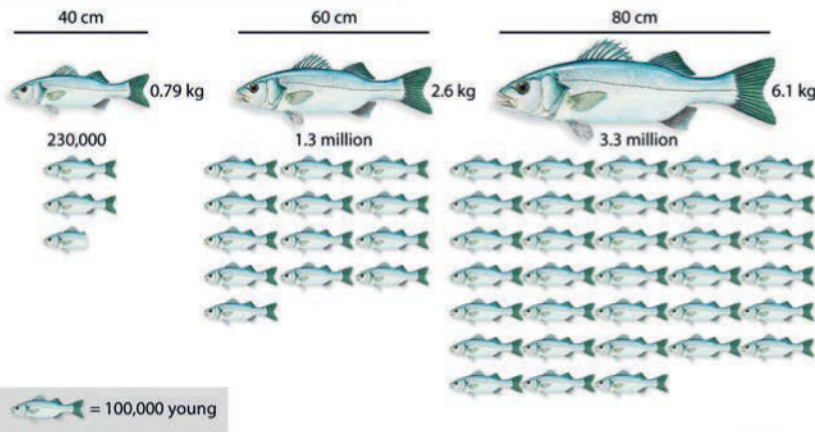 40 cm
60 cm
80 cm
0.79 kg
2.6 kg
6.1 kg
230,000
1.3 million
3.3 million
= 100,000 young